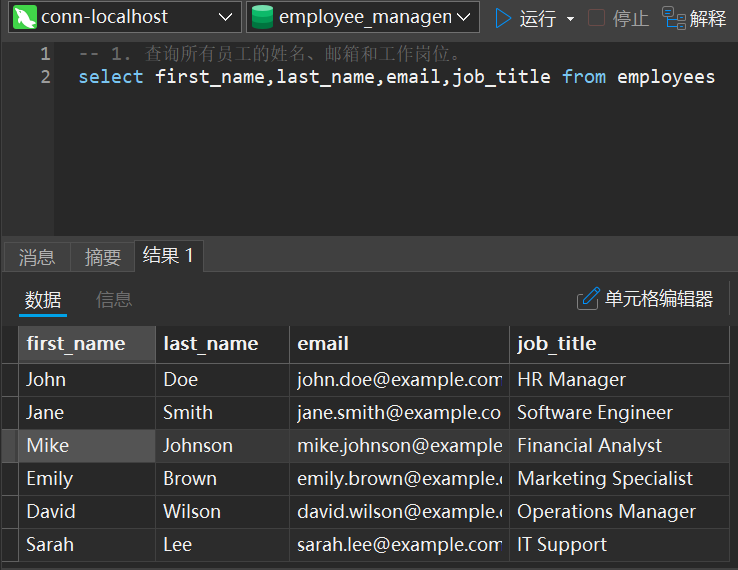 conn-localhost employee_managen 运行 停止 解释
1 -- 1. 查询所有员工的姓名、邮箱和工作岗位。
2 select first_name,last_name,email,job_title from employees
消息 摘要 结果 1
数据 信息 单元格编辑器
first_name last_name email job_title
John Doe john.doe@example.com HR Manager
Jane Smith jane.smith@example.co Software Engineer
Mike Johnson mike.johnson@example Financial Analyst
Emily Brown emily.brown@example.c Marketing Specialist
David Wilson david.wilson@example.c Operations Manager
Sarah Lee sarah.lee@example.com IT Support